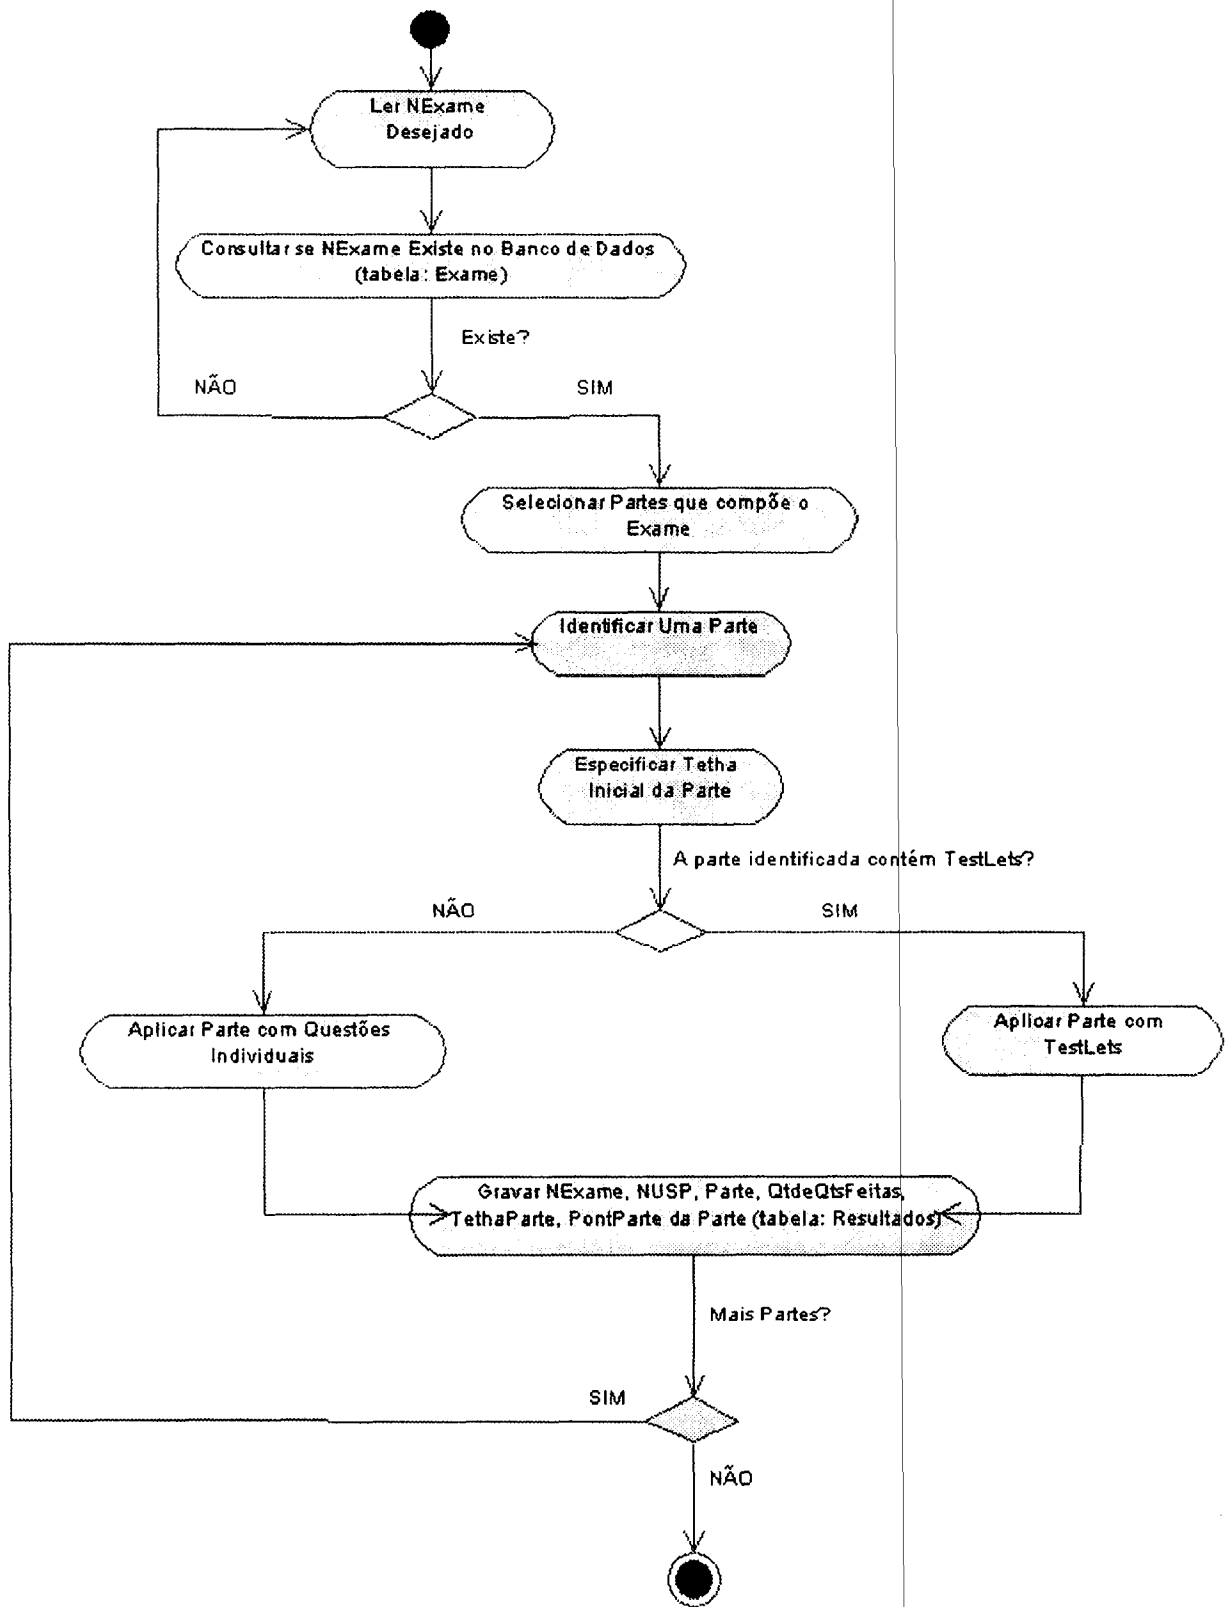 Ler NExame
Desejado
Consultar se NExame Existe no Banco de Dados
(tabela: Exame)
Existe?
NÃO
SIM
Selecionar Partes que compõe o
Exame
Identificar Uma Parte
Especificar Tetha
Inicial da Parte
A parte identificada contém TestLets?
NÃO
SIM
Aplicar Parte com Questões
Individuais
Aplicar Parte com
TestLets
Gravar NExame, NUSP, Parte, QtdeQtsFeitas,
TethaParte, PontParte da Parte (tabela: Resultados)
Mais Partes?
SIM
NÃO